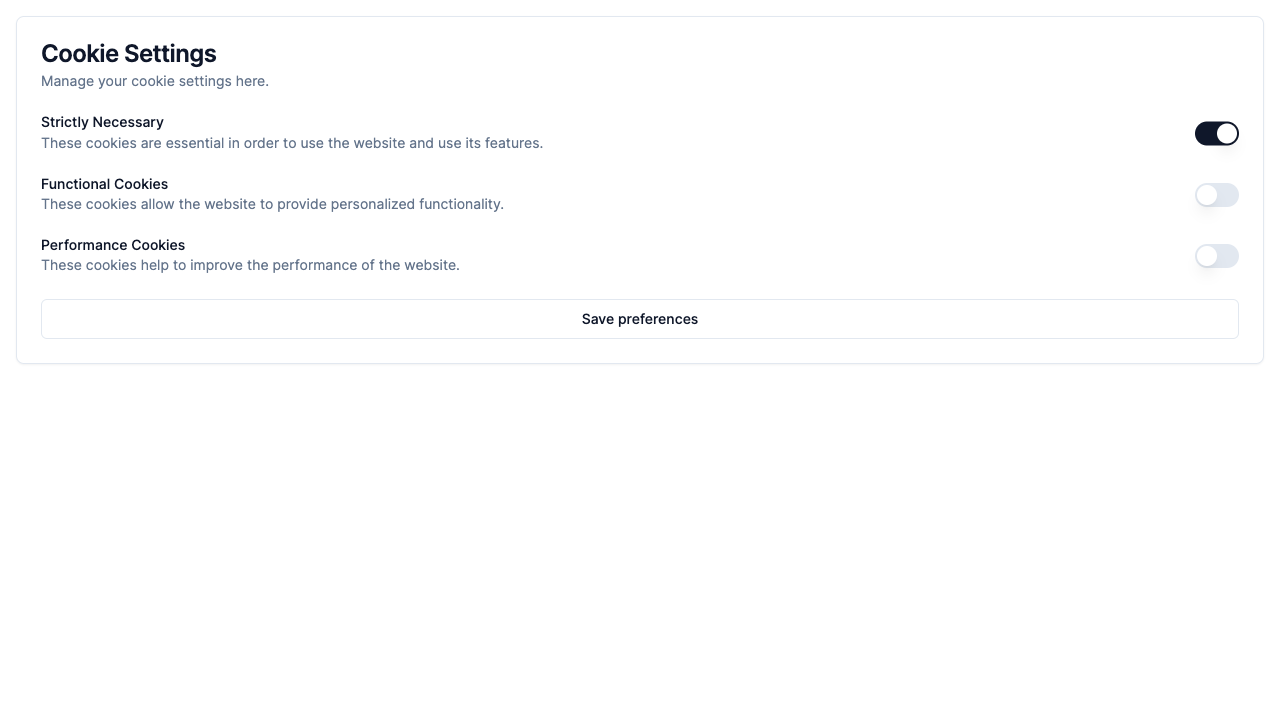 Cookie Settings
Manage your cookie settings here.
Strictly Necessary
These cookies are essential in order to use the website and use its features.
Functional Cookies
These cookies allow the website to provide personalized functionality.
Performance Cookies
These cookies help to improve the performance of the website.
Save preferences